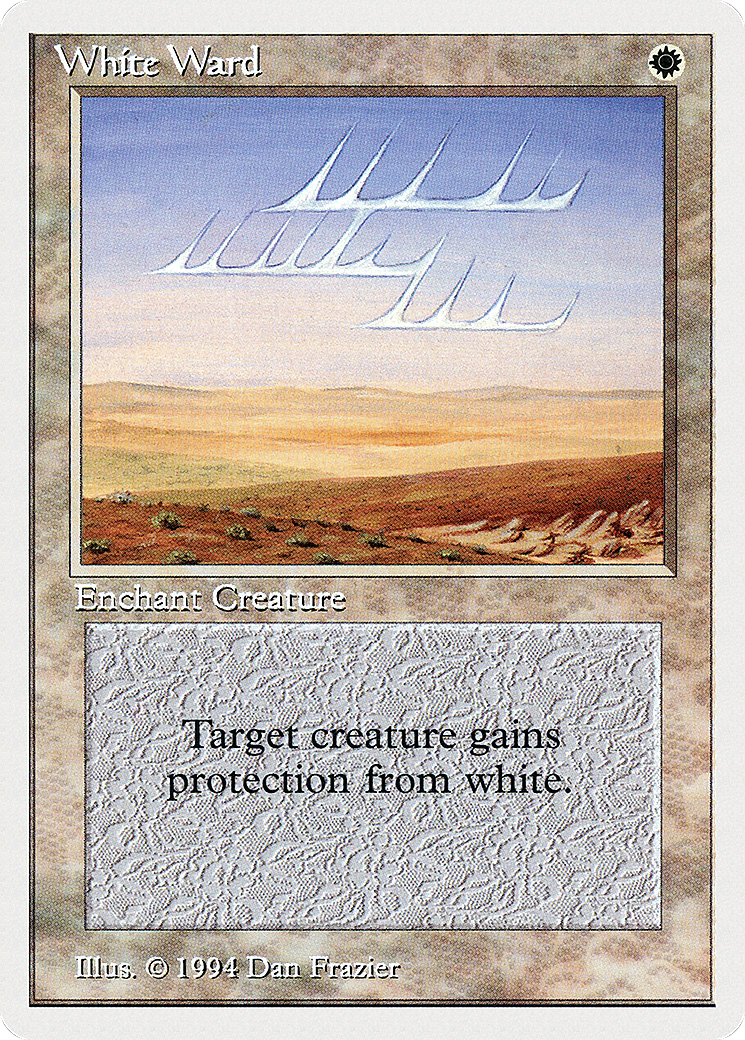 White Ward
Enchant Creature
Target creature gains
protection from white.
Illus. © 1994 Dan Frazier